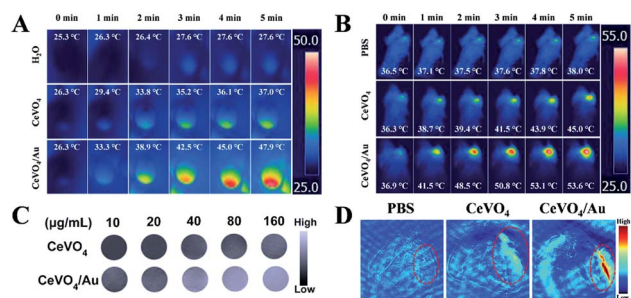 A
0 min 1 min 2 min 3 min 4 min 5 min
H₂O
25.3 °C 26.3 °C 26.4 °C 27.6 °C 27.6 °C 27.6 °C
CeVO₄
26.3 °C 29.4 °C 33.8 °C 35.2 °C 36.1 °C 37.0 °C
CeVO₄/Au
26.3 °C 33.3 °C 38.9 °C 42.5 °C 45.0 °C 47.9 °C
50.0
25.0
B
0 min 1 min 2 min 3 min 4 min 5 min
PBS
36.5 °C 37.1 °C 37.5 °C 37.6 °C 37.8 °C 38.0 °C
CeVO₄
36.3 °C 38.7 °C 39.4 °C 41.5 °C 43.9 °C 45.0 °C
CeVO₄/Au
36.9 °C 41.5 °C 48.5 °C 50.8 °C 53.1 °C 53.6 °C
55.0
25.0
C
(μg/mL) 10 20 40 80 160
CeVO₄
CeVO₄/Au
High
Low
D
PBS CeVO₄ CeVO₄/Au
High
Low